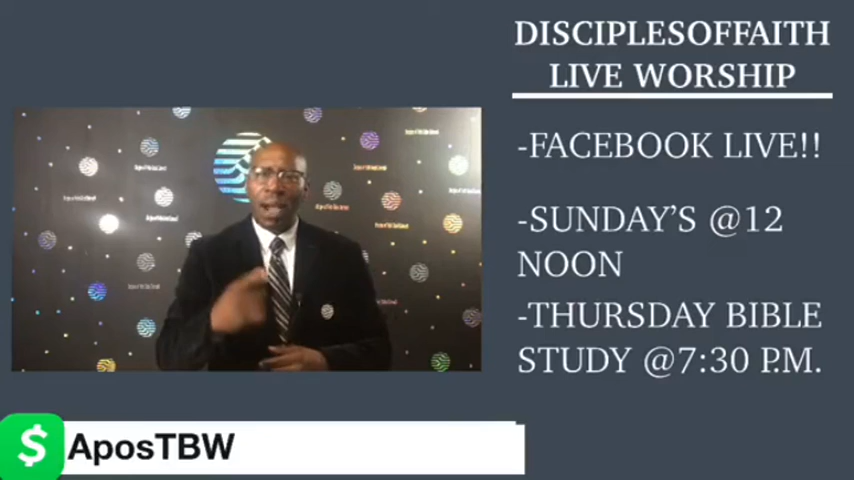 DISCIPLESOFFAITH
LIVE WORSHIP
-FACEBOOK LIVE!!
-SUNDAY'S @12
NOON
-THURSDAY BIBLE
STUDY @7:30 P.M.
$ AposTBW